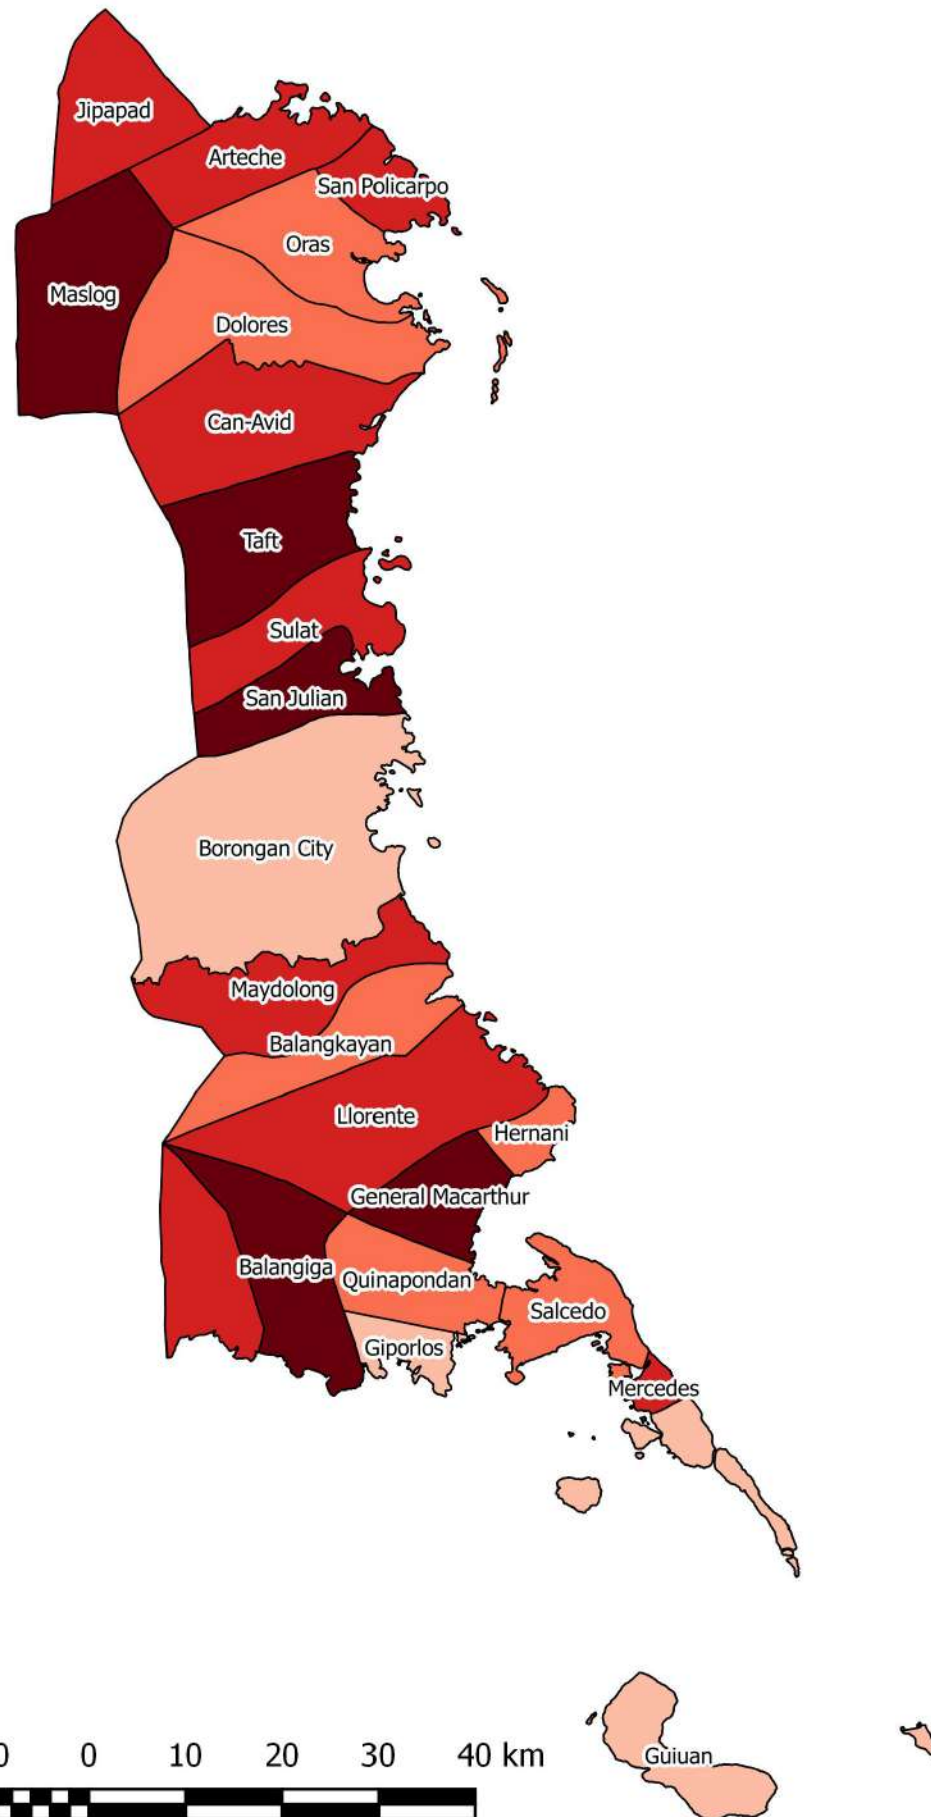 Jipapad
Arteche
San Policarpo
Oras
Maslog
Dolores
Can-Avid
Taft
Sulat
San Julian
Borongan City
Maydolong
Balangkayan
Llorente
Hernani
General Macarthur
Balangiga
Quinapondan
Salcedo
Giporlos
Mercedes
Guiuan
0 0 10 20 30 40 km